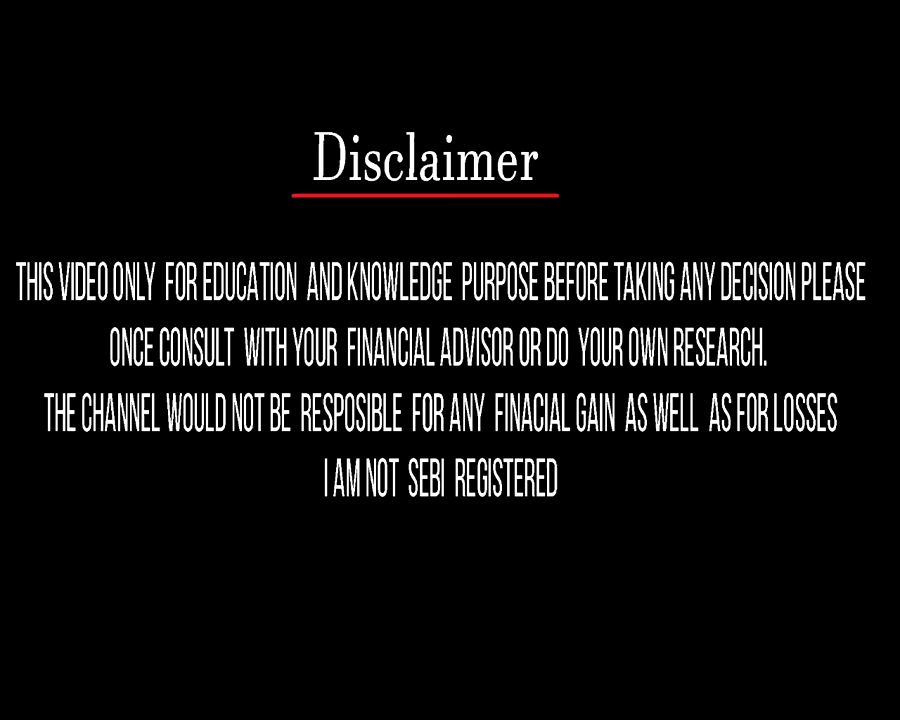 Disclaimer
THIS VIDEO ONLY FOR EDUCATION AND KNOWLEDGE PURPOSE BEFORE TAKING ANY DECISION PLEASE
ONCE CONSULT WITH YOUR FINANCIAL ADVISOR OR DO YOUR OWN RESEARCH.
THE CHANNEL WOULD NOT BE RESPOSIBLE FOR ANY FINACIAL GAIN AS WELL AS FOR LOSSES
I AM NOT SEBI REGISTERED